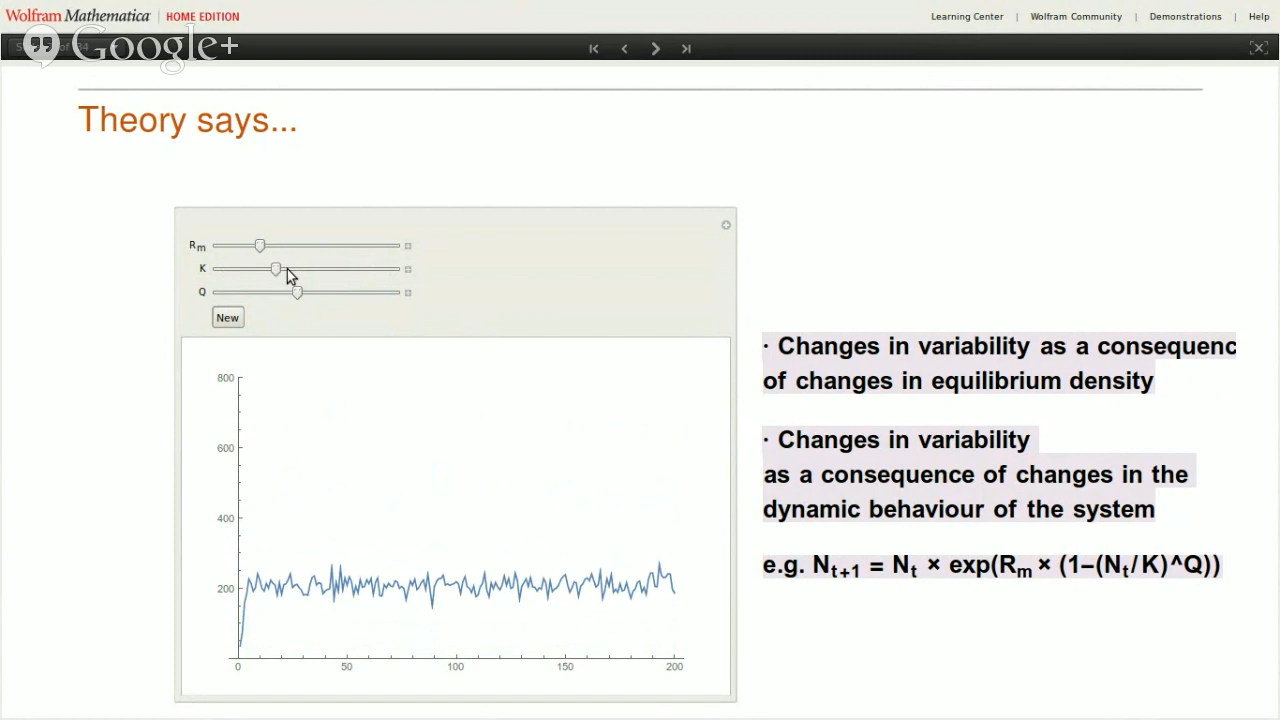 Wolfram Mathematica | HOME EDITION
Learning Center | Wolfram Community | Demonstrations | Help
Google+
Theory says...
Rm
K
Q
New
800
600
400
200
0 50 100 150 200
· Changes in variability as a consequenc
of changes in equilibrium density
· Changes in variability
as a consequence of changes in the
dynamic behaviour of the system
e.g. Nt+1 = Nt × exp(Rm × (1–(Nt/K)^Q))